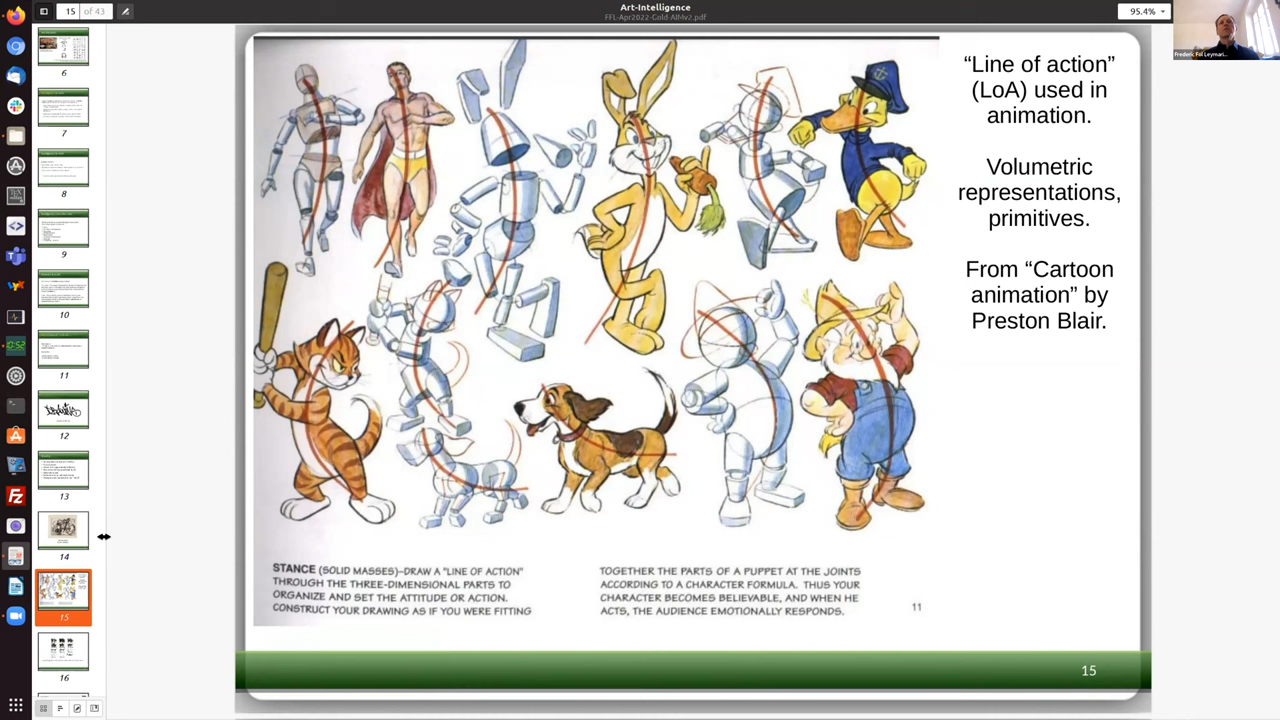 Art-Intelligence
FFL-Apr2022-Gold-AIMv2.pdf
15 of 43
95.4%
6
7
8
9
10
11
12
13
14
15
16
0:52
“Line of action”
(LoA) used in
animation.
Volumetric
representations,
primitives.
From “Cartoon
animation” by
Preston Blair.
STANCE (SOLID MASSES)–DRAW A "LINE OF ACTION"
THROUGH THE THREE-DIMENSIONAL PARTS TO
ORGANIZE AND SET THE ATTITUDE OR ACTION.
CONSTRUCT YOUR DRAWING AS IF YOU WERE FITTING
TOGETHER THE PARTS OF A PUPPET AT THE JOINTS
ACCORDING TO A CHARACTER FORMULA. THUS YOUR
CHARACTER BECOMES BELIEVABLE, AND WHEN HE
ACTS, THE AUDIENCE EMOTIONALLY RESPONDS.
11
15